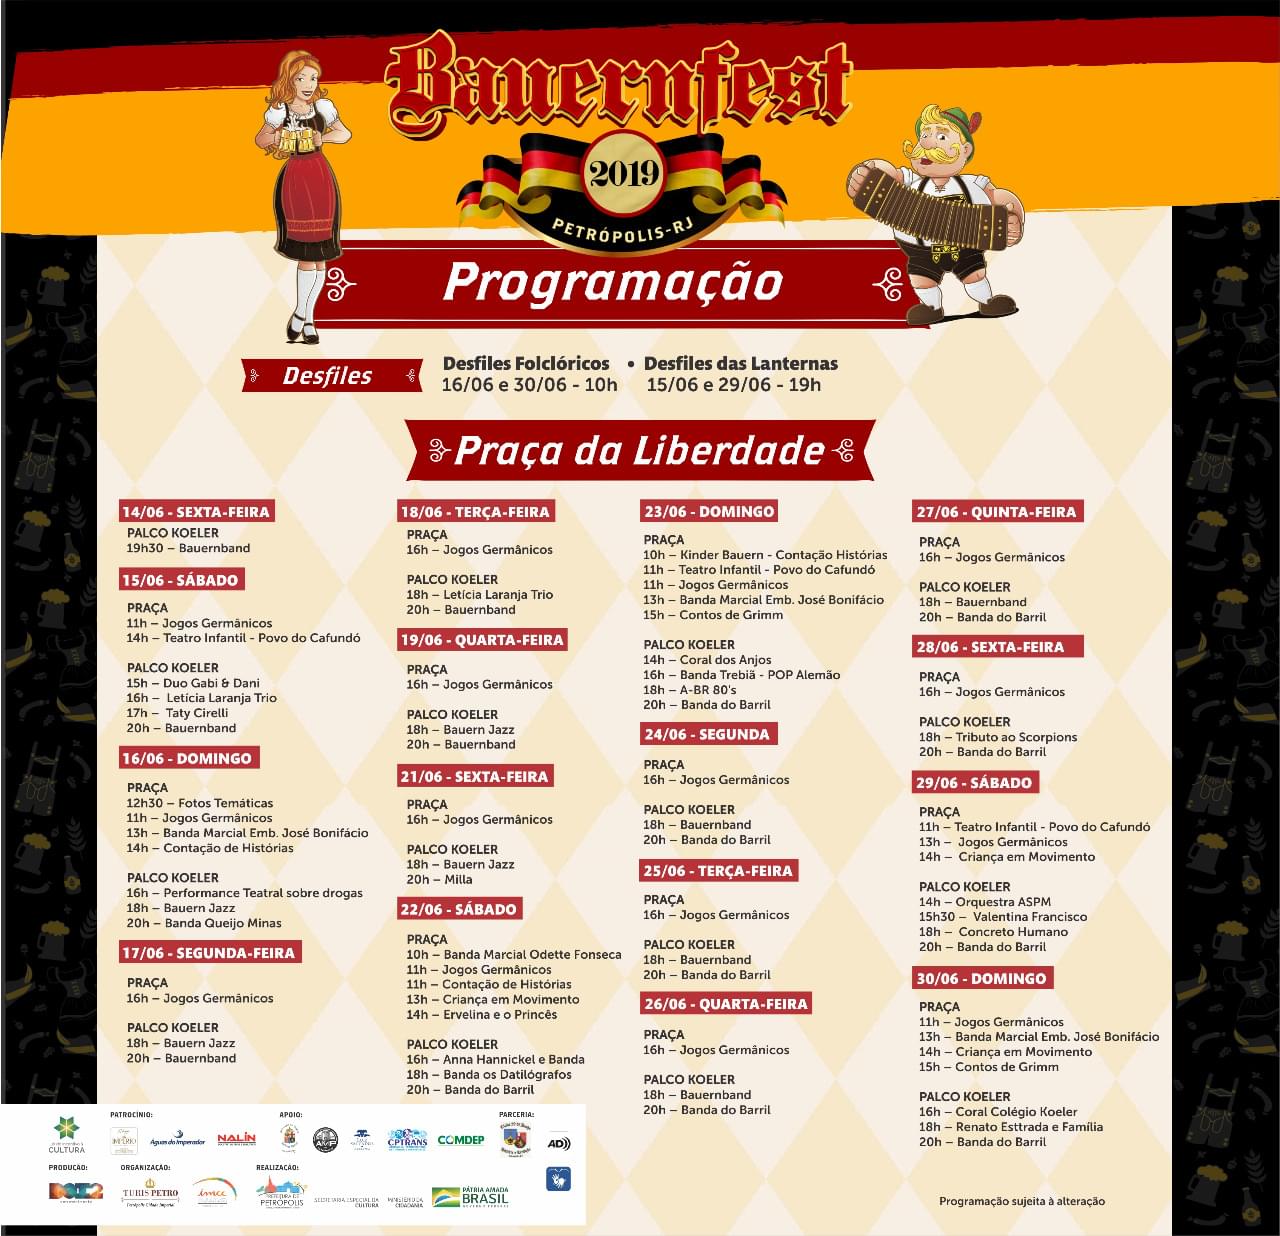 Bauernfest
2019
PETRÓPOLIS-RJ
Programação
Desfiles
Desfiles Folclóricos • Desfiles das Lanternas
16/06 e 30/06 - 10h 15/06 e 29/06 - 19h
Praça da Liberdade
14/06 - SEXTA-FEIRA
PALCO KOELER
19h30 – Bauernband
15/06 - SÁBADO
PRAÇA
11h – Jogos Germânicos
14h – Teatro Infantil - Povo do Cafundó
PALCO KOELER
15h – Duo Gabi & Dani
16h – Letícia Laranja Trio
17h – Taty Cirelli
20h – Bauernband
16/06 - DOMINGO
PRAÇA
12h30 – Fotos Temáticas
11h – Jogos Germânicos
13h – Banda Marcial Emb. José Bonifácio
14h – Contação de Histórias
PALCO KOELER
16h – Performance Teatral sobre drogas
18h – Bauern Jazz
20h – Banda Queijo Minas
17/06 - SEGUNDA-FEIRA
PRAÇA
16h – Jogos Germânicos
PALCO KOELER
18h – Bauern Jazz
20h – Bauernband
18/06 - TERÇA-FEIRA
PRAÇA
16h – Jogos Germânicos
PALCO KOELER
18h – Letícia Laranja Trio
20h – Bauernband
19/06 - QUARTA-FEIRA
PRAÇA
16h – Jogos Germânicos
PALCO KOELER
18h – Bauern Jazz
20h – Bauernband
21/06 - SEXTA-FEIRA
PRAÇA
16h – Jogos Germânicos
PALCO KOELER
18h – Bauern Jazz
20h – Milla
22/06 - SÁBADO
PRAÇA
10h – Banda Marcial Odette Fonseca
11h – Jogos Germânicos
11h – Contação de Histórias
13h – Criança em Movimento
14h – Ervelina e o Princês
PALCO KOELER
16h – Anna Hannickel e Banda
18h – Banda os Datilógrafos
20h – Banda do Barril
23/06 - DOMINGO
PRAÇA
10h – Kinder Bauern - Contação Histórias
11h – Teatro Infantil - Povo do Cafundó
11h – Jogos Germânicos
13h – Banda Marcial Emb. José Bonifácio
15h – Contos de Grimm
PALCO KOELER
14h – Coral dos Anjos
16h – Banda Trebiã - POP Alemão
18h – A-BR 80's
20h – Banda do Barril
24/06 - SEGUNDA
PRAÇA
16h – Jogos Germânicos
PALCO KOELER
18h – Bauernband
20h – Banda do Barril
25/06 - TERÇA-FEIRA
PRAÇA
16h – Jogos Germânicos
PALCO KOELER
18h – Bauernband
20h – Banda do Barril
26/06 - QUARTA-FEIRA
PRAÇA
16h – Jogos Germânicos
PALCO KOELER
18h – Bauernband
20h – Banda do Barril
27/06 - QUINTA-FEIRA
PRAÇA
16h – Jogos Germânicos
PALCO KOELER
18h – Bauernband
20h – Banda do Barril
28/06 - SEXTA-FEIRA
PRAÇA
16h – Jogos Germânicos
PALCO KOELER
18h – Tributo ao Scorpions
20h – Banda do Barril
29/06 - SÁBADO
PRAÇA
11h – Teatro Infantil - Povo do Cafundó
13h – Jogos Germânicos
14h – Criança em Movimento
PALCO KOELER
14h – Orquestra ASPM
15h30 – Valentina Francisco
18h – Concreto Humano
20h – Banda do Barril
30/06 - DOMINGO
PRAÇA
11h – Jogos Germânicos
13h – Banda Marcial Emb. José Bonifácio
14h – Criança em Movimento
15h – Contos de Grimm
PALCO KOELER
16h – Coral Colégio Koeler
18h – Renato Esttrada e Família
20h – Banda do Barril
Programação sujeita à alteração
PATROCÍNIO: APOIO: PARCERIA:
CULTURA
IMPÉRIO
Águas do Imperador
NALIN
AMP
CPTRANS
COMDEP
AD
PRODUÇÃO: ORGANIZAÇÃO: REALIZAÇÃO:
TURISPETRO
Petrópolis Cidade Imperial
imce
PREFEITURA DE
PETRÓPOLIS
SECRETARIA ESPECIAL DA
CULTURA
MINISTÉRIO DA
CIDADANIA
PÁTRIA AMADA
BRASIL
GOVERNO FEDERAL